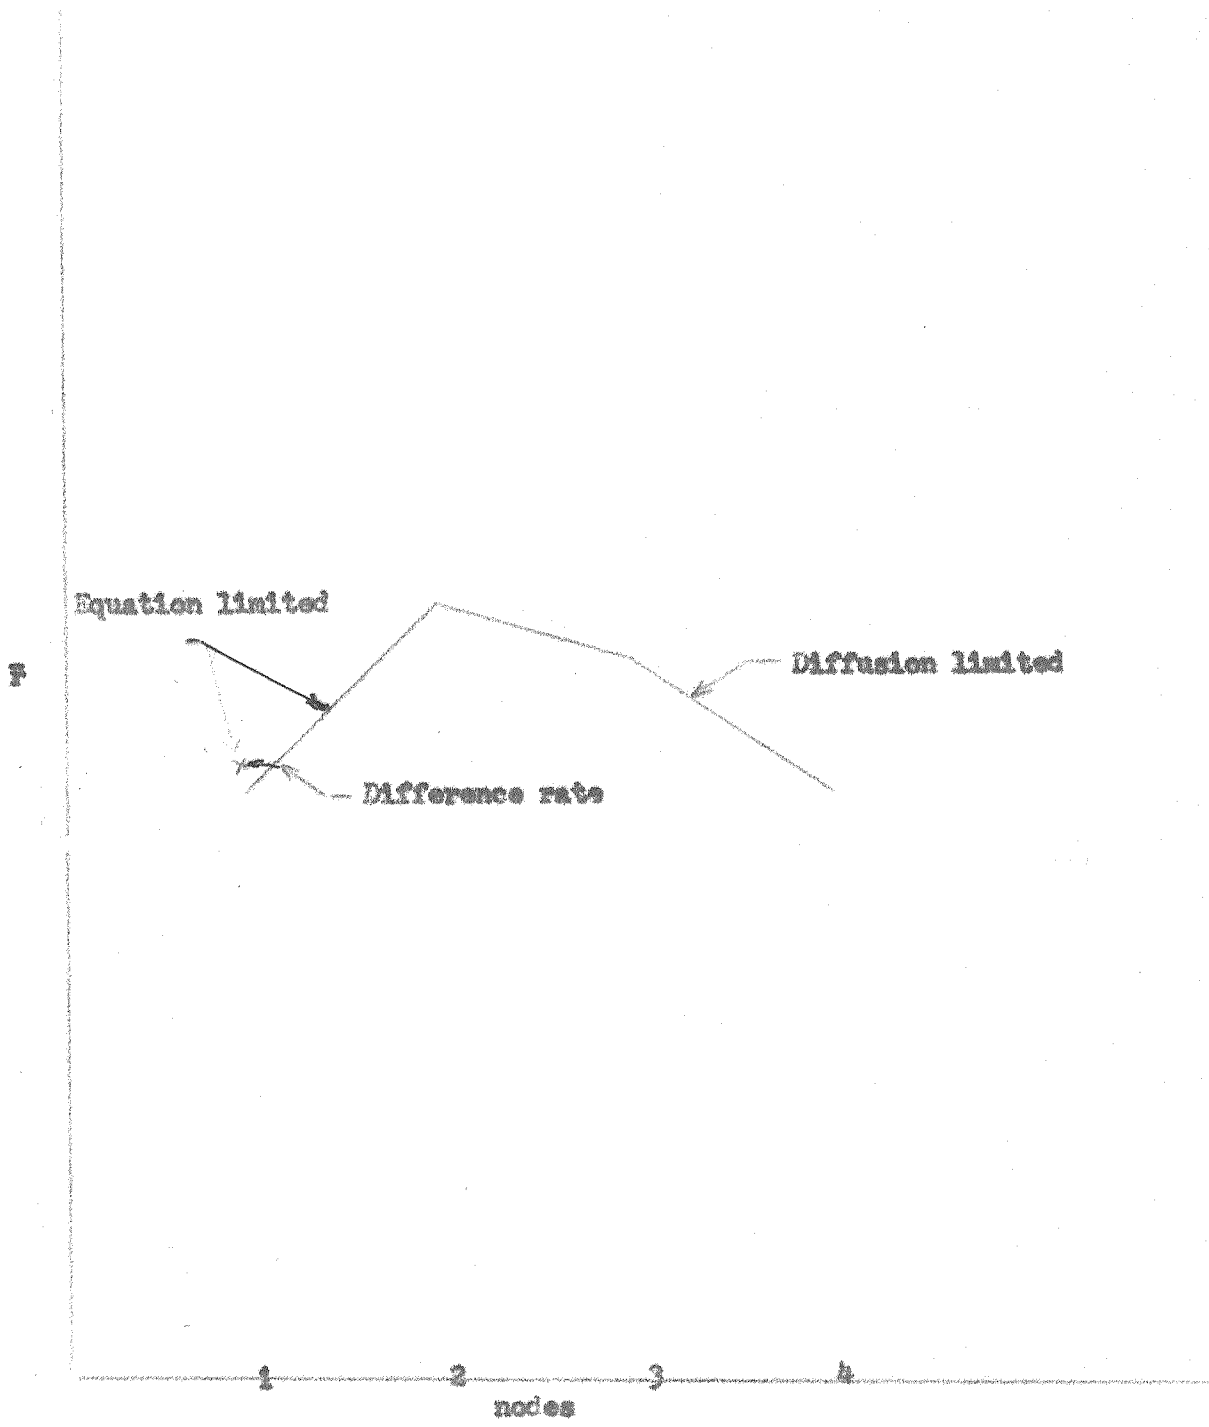 Equation limited
Diffusion limited
Difference rate
1 2 3 4
nodes